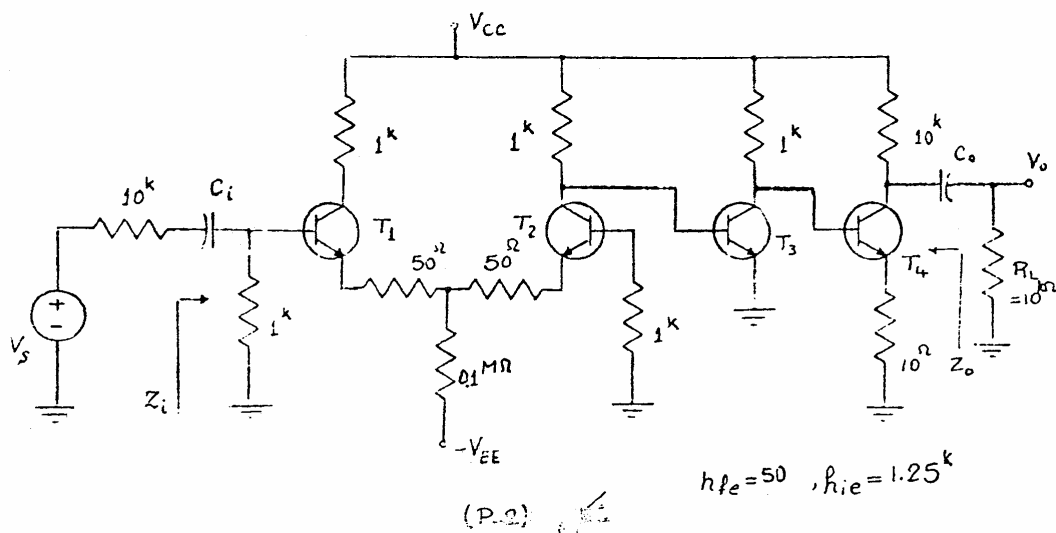 Vcc
1k
1k
1k
10k
Co
Vo
10k
Ci
T1
T2
T3
T4
50Ω
50Ω
+
-
Vs
Zi
1k
0.1MΩ
1k
10Ω
Zo
RL
=10Ω
-VEE
hfe=50 , hie=1.25k
(P-2)